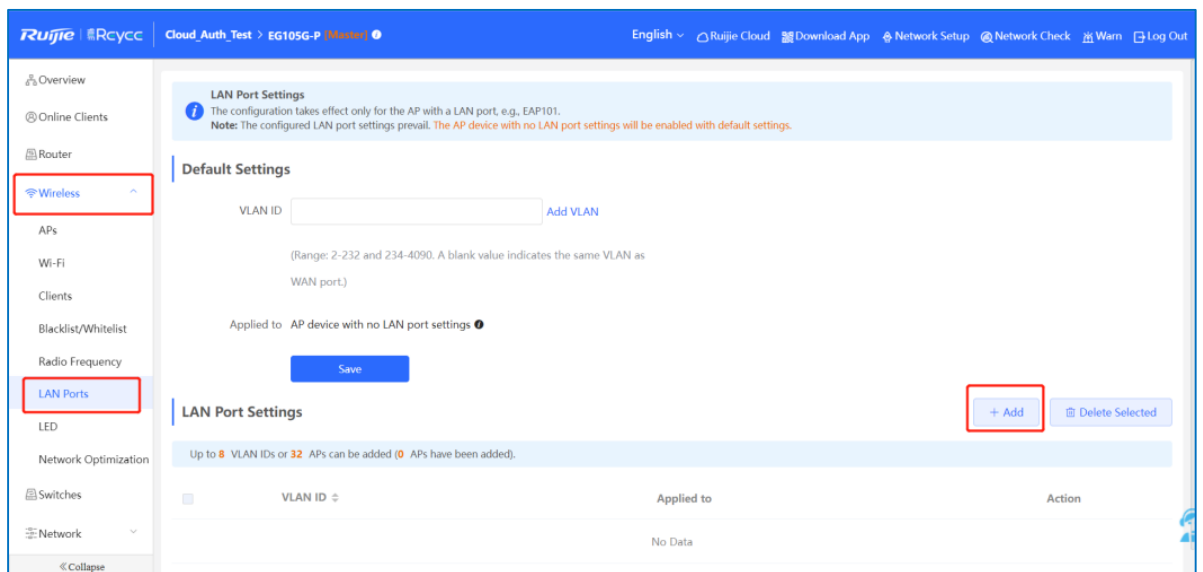 Ruijie | Rcycc
Cloud_Auth_Test > EG105G-P [Master]
English
Ruijie Cloud
Download App
Network Setup
Network Check
Warn
Log Out
Overview
Online Clients
Router
Wireless
APs
Wi-Fi
Clients
Blacklist/Whitelist
Radio Frequency
LAN Ports
LED
Network Optimization
Switches
Network
«Collapse
LAN Port Settings
The configuration takes effect only for the AP with a LAN port, e.g., EAP101.
Note: The configured LAN port settings prevail. The AP device with no LAN port settings will be enabled with default settings.
Default Settings
VLAN ID
Add VLAN
(Range: 2-232 and 234-4090. A blank value indicates the same VLAN as
WAN port.)
Applied to AP device with no LAN port settings
Save
LAN Port Settings
+ Add
Delete Selected
Up to 8 VLAN IDs or 32 APs can be added (0 APs have been added).
VLAN ID
Applied to
Action
No Data